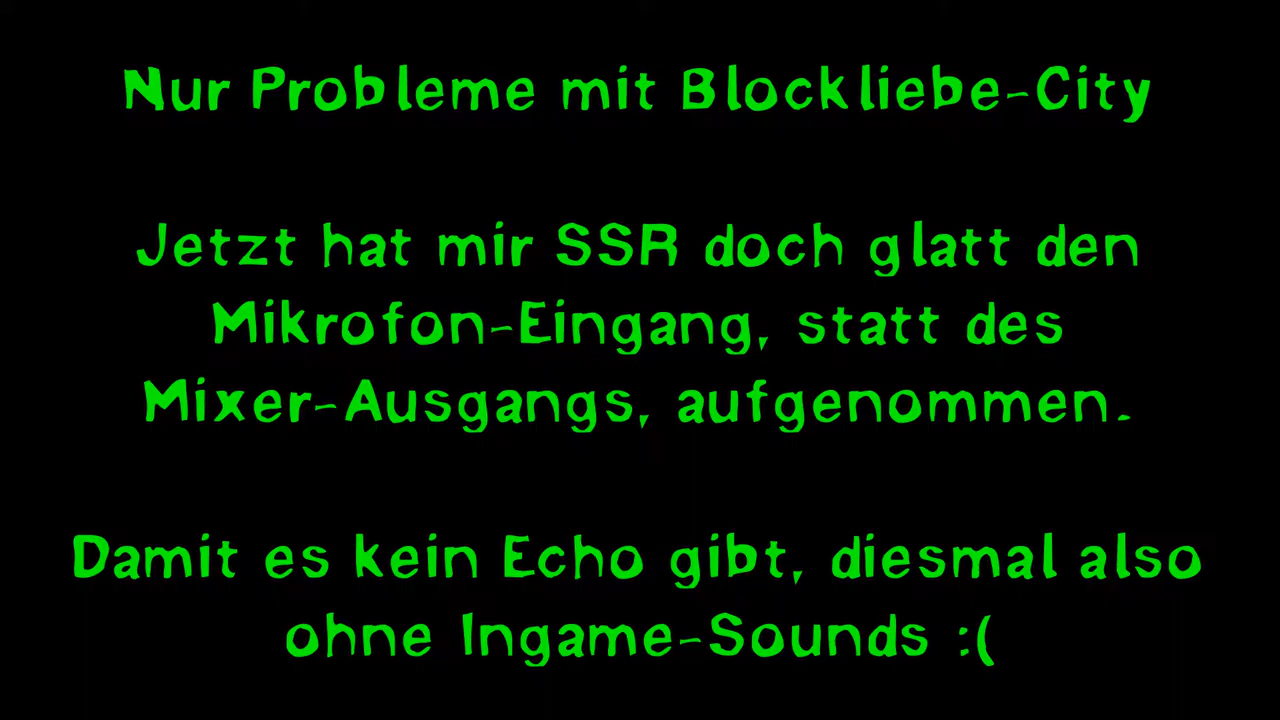 Nur Probleme mit Blockliebe-City
Jetzt hat mir SSR doch glatt den
Mikrofon-Eingang, statt des
Mixer-Ausgangs, aufgenommen.
Damit es kein Echo gibt, diesmal also
ohne Ingame-Sounds :(